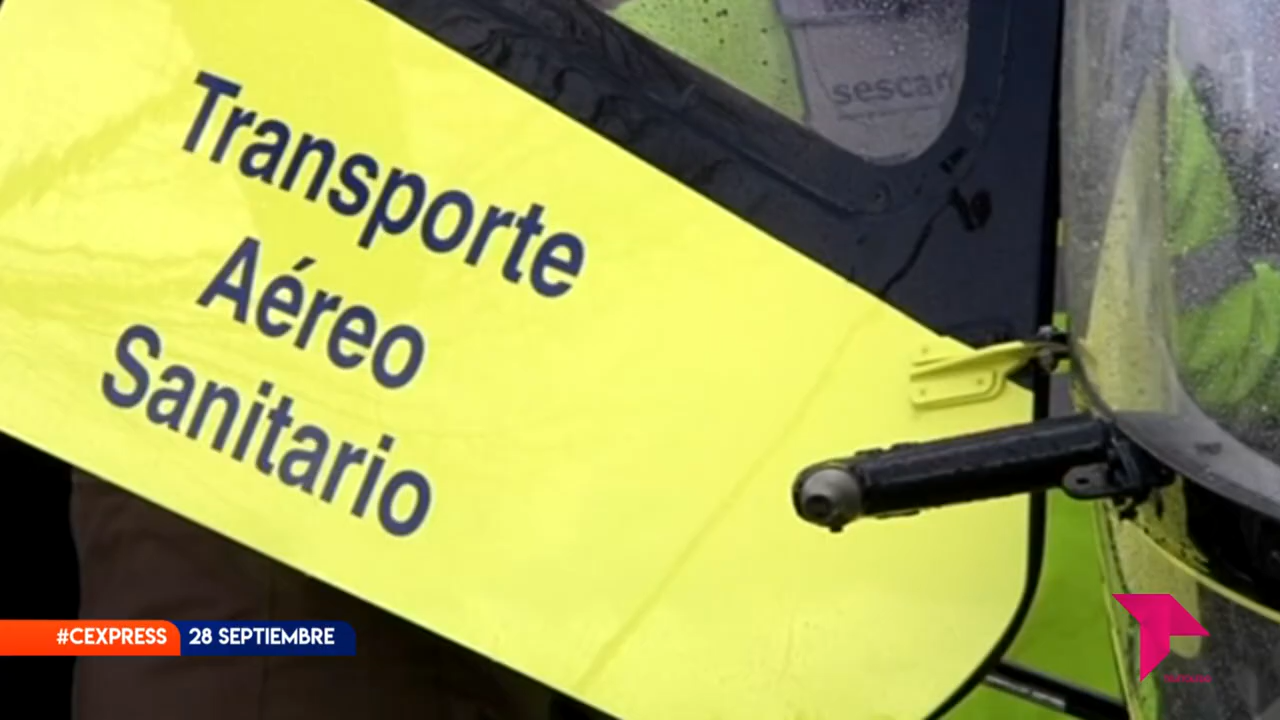 sescam
Transporte
Aéreo
Sanitario
#CEXPRESS 28 SEPTIEMBRE